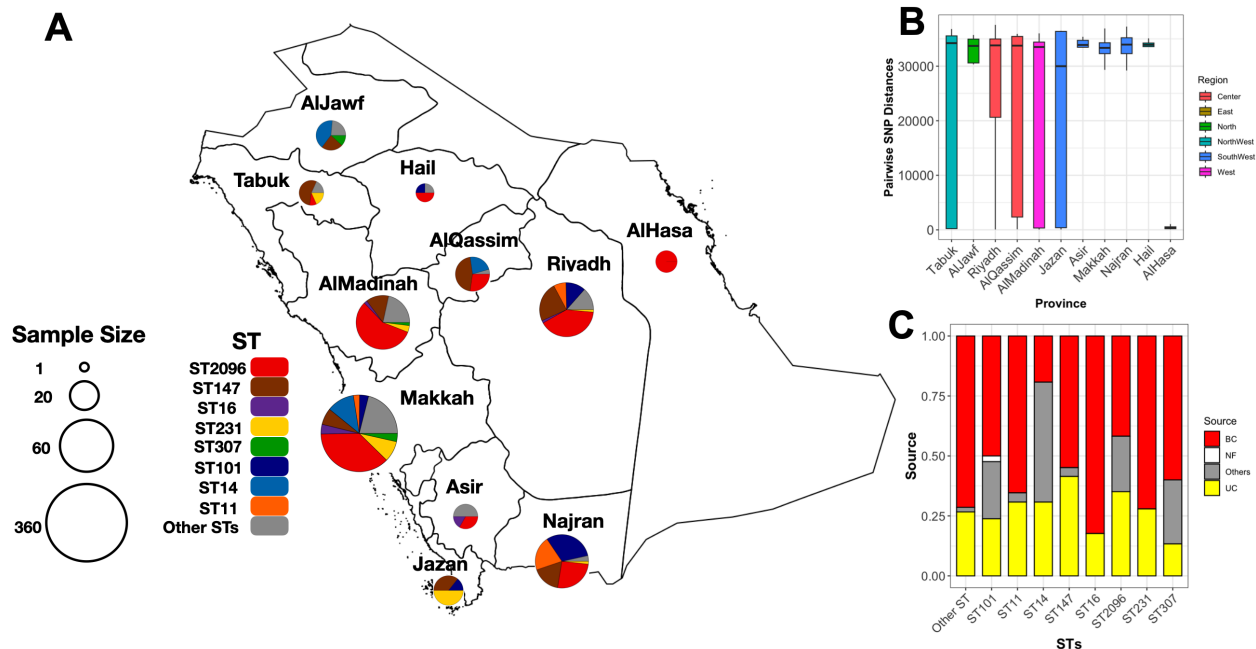 A
AlJawf
Tabuk
Hail
AlQassim
AlHasa
Riyadh
AlMadinah
Makkah
Asir
Najran
Jazan
Sample Size
1
20
60
360
ST
ST2096
ST147
ST16
ST231
ST307
ST101
ST14
ST11
Other STs
B
Pairwise SNP Distances
30000
20000
10000
0
Tabuk
AlJawf
Riyadh
AlQassim
AlMadinah
Jazan
Asir
Makkah
Najran
Hail
AlHasa
Province
Region
Center
East
North
NorthWest
SouthWest
West
C
Source
1.00
0.75
0.50
0.25
0.00
Other ST
ST101
ST11
ST14
ST147
ST16
ST2096
ST231
ST307
STs
Source
BC
NF
Others
UC